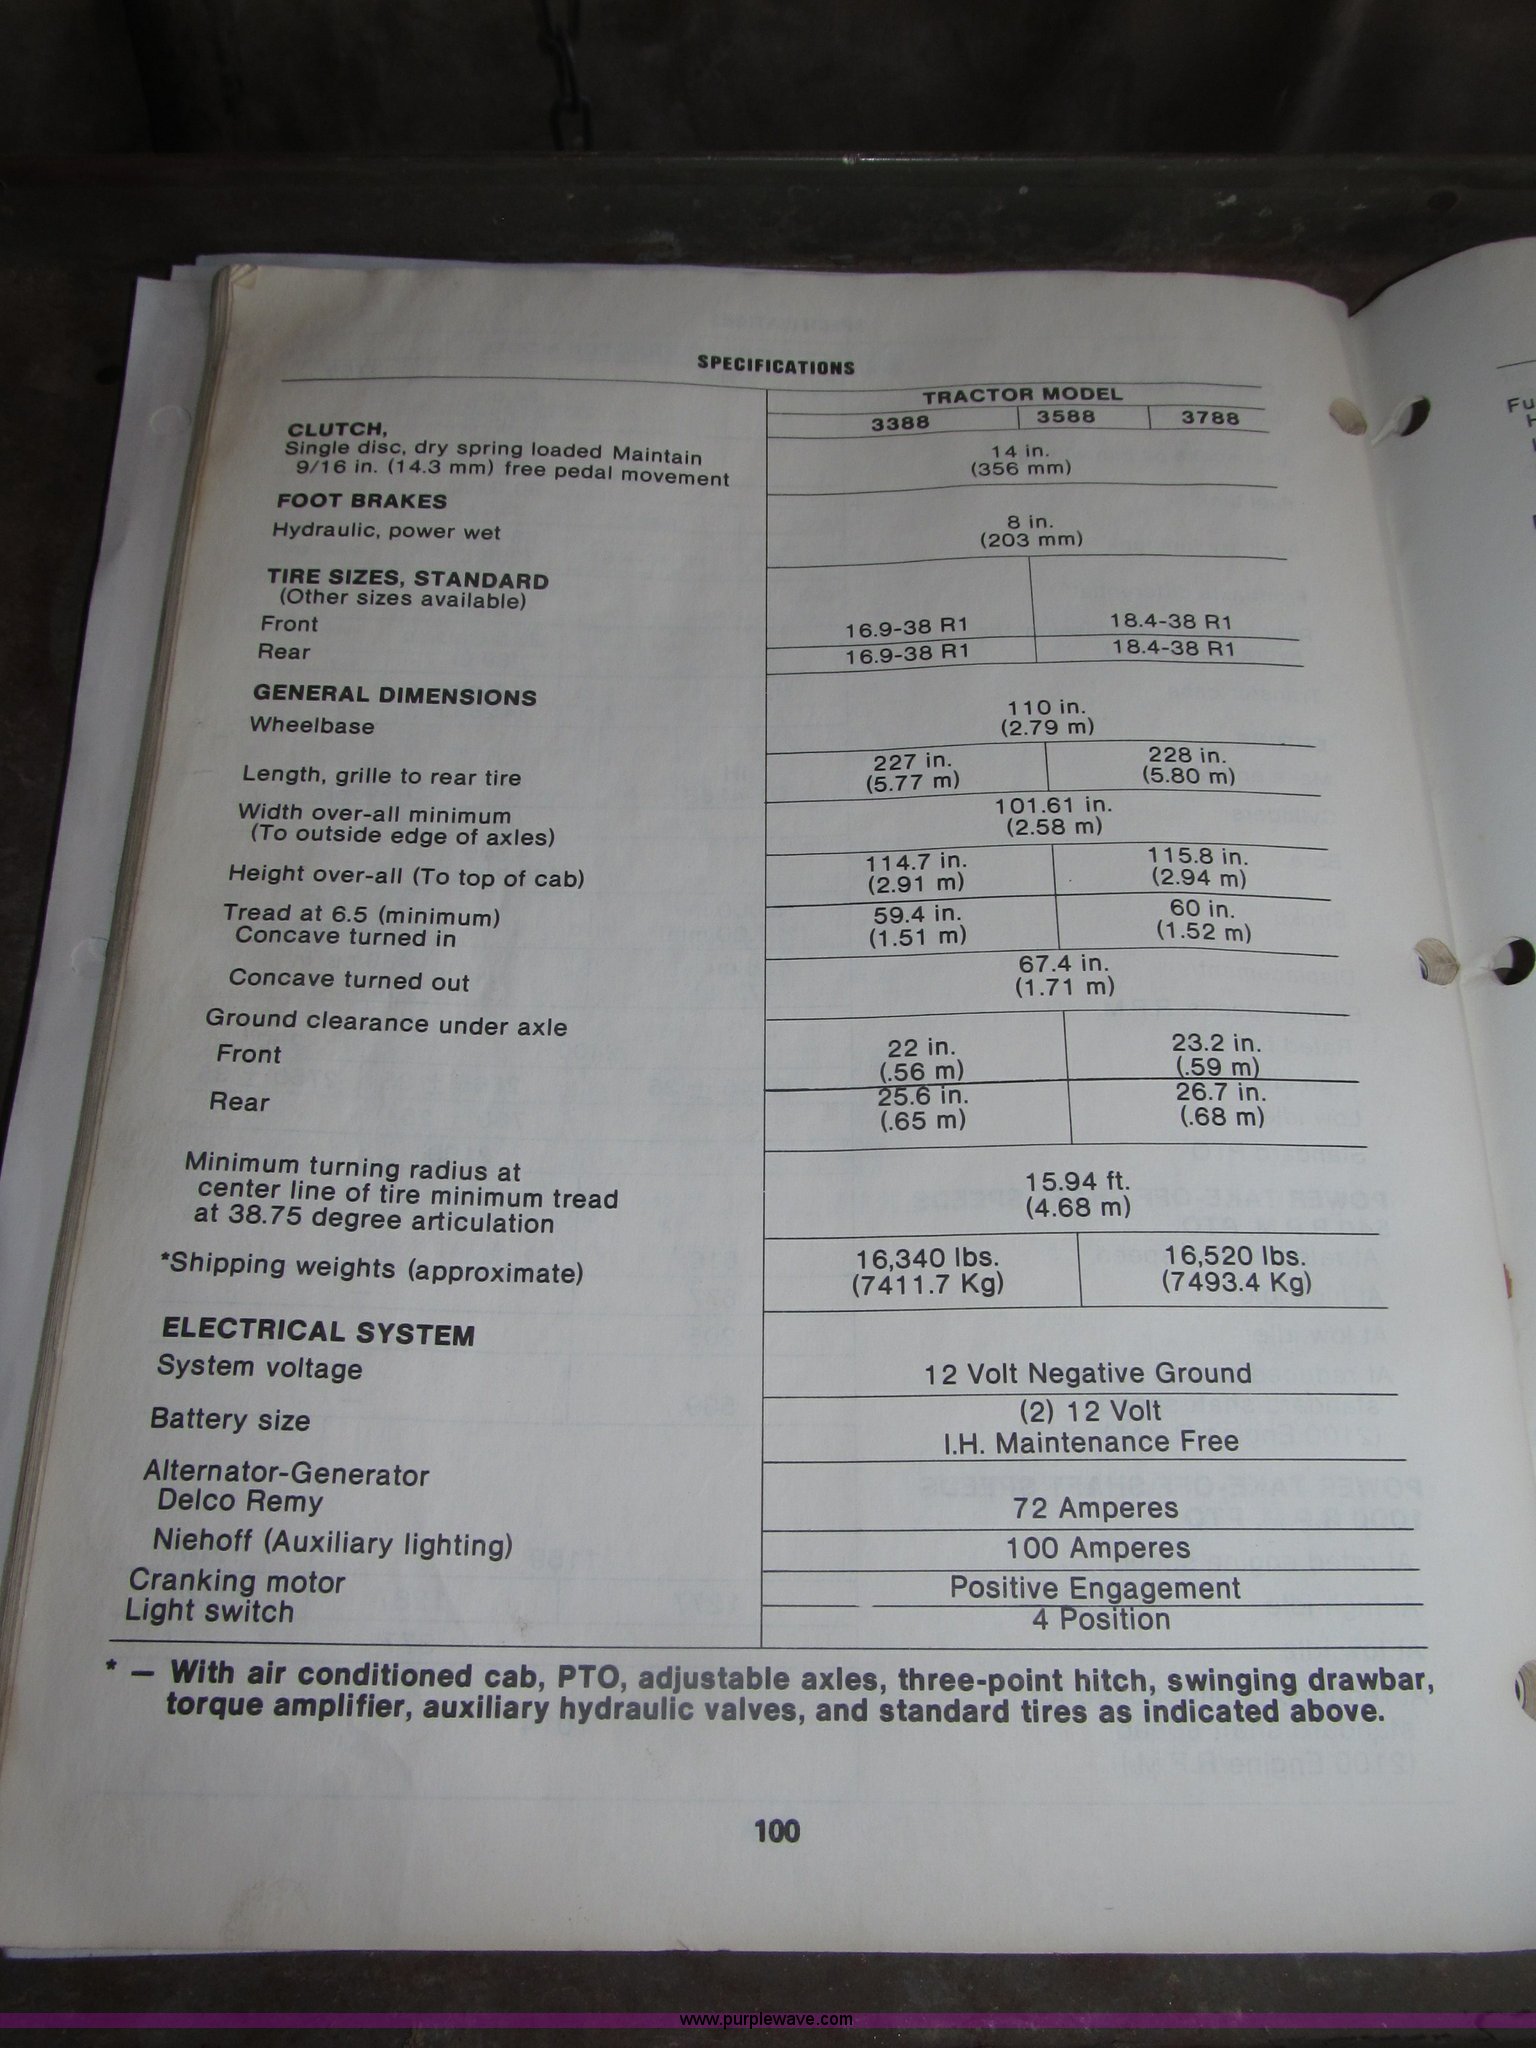 SPECIFICATIONS
TRACTOR MODEL
3388 3588 3788
CLUTCH,
Single disc, dry spring loaded Maintain
9/16 in. (14.3 mm) free pedal movement
14 in.
(356 mm)
FOOT BRAKES
Hydraulic, power wet
8 in.
(203 mm)
TIRE SIZES, STANDARD
(Other sizes available)
Front 16.9-38 R1 18.4-38 R1
Rear 16.9-38 R1 18.4-38 R1
GENERAL DIMENSIONS
Wheelbase
110 in.
(2.79 m)
Length, grille to rear tire
227 in. 228 in.
(5.77 m) (5.80 m)
Width over-all minimum
(To outside edge of axles)
101.61 in.
(2.58 m)
Height over-all (To top of cab)
114.7 in. 115.8 in.
(2.91 m) (2.94 m)
Tread at 6.5 (minimum)
Concave turned in
59.4 in. 60 in.
(1.51 m) (1.52 m)
Concave turned out
67.4 in.
(1.71 m)
Ground clearance under axle
Front
22 in. 23.2 in.
(.56 m) (.59 m)
Rear
25.6 in. 26.7 in.
(.65 m) (.68 m)
Minimum turning radius at
center line of tire minimum tread
at 38.75 degree articulation
15.94 ft.
(4.68 m)
*Shipping weights (approximate)
16,340 lbs. 16,520 lbs.
(7411.7 Kg) (7493.4 Kg)
ELECTRICAL SYSTEM
System voltage 12 Volt Negative Ground
Battery size (2) 12 Volt
I.H. Maintenance Free
Alternator-Generator
Delco Remy 72 Amperes
Niehoff (Auxiliary lighting) 100 Amperes
Cranking motor Positive Engagement
Light switch 4 Position
* — With air conditioned cab, PTO, adjustable axles, three-point hitch, swinging drawbar,
torque amplifier, auxiliary hydraulic valves, and standard tires as indicated above.
100
www.purplewave.com